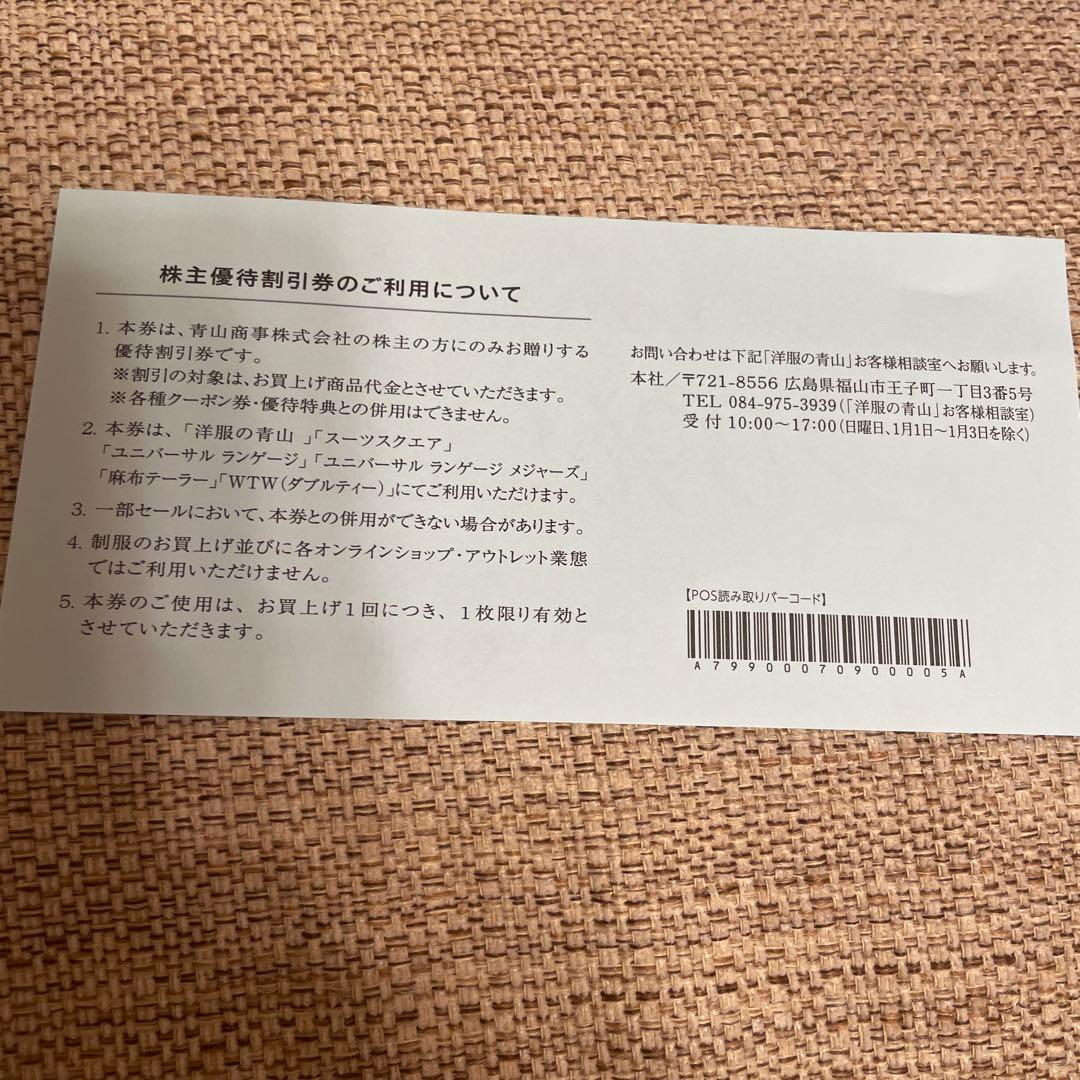 株主優待割引券のご利用について
1. 本券は、青山商事株式会社の株主の方にのみお贈りする
優待割引券です。
※割引の対象は、お買上げ商品代金とさせていただきます。
※各種クーポン券・優待特典との併用はできません。
2. 本券は、「洋服の青山 」「スーツスクエア」
「ユニバーサル ランゲージ」「ユニバーサル ランゲージ メジャーズ」
「麻布テーラー」「WTW(ダブルティー)」にてご利用いただけます。
3. 一部セールにおいて、本券との併用ができない場合があります。
4. 制服のお買上げ並びに各オンラインショップ・アウトレット業態
ではご利用いただけません。
5. 本券のご使用は、お買上げ1回につき、1枚限り有効と
させていただきます。
お問い合わせは下記「洋服の青山」お客様相談室へお願いします。
本社/〒721-8556 広島県福山市王子町一丁目3番5号
TEL 084-975-3939(「洋服の青山」お客様相談室)
受付 10:00〜17:00(日曜日、1月1日〜1月3日を除く)
【POS読み取りバーコード】
A79900070900005A